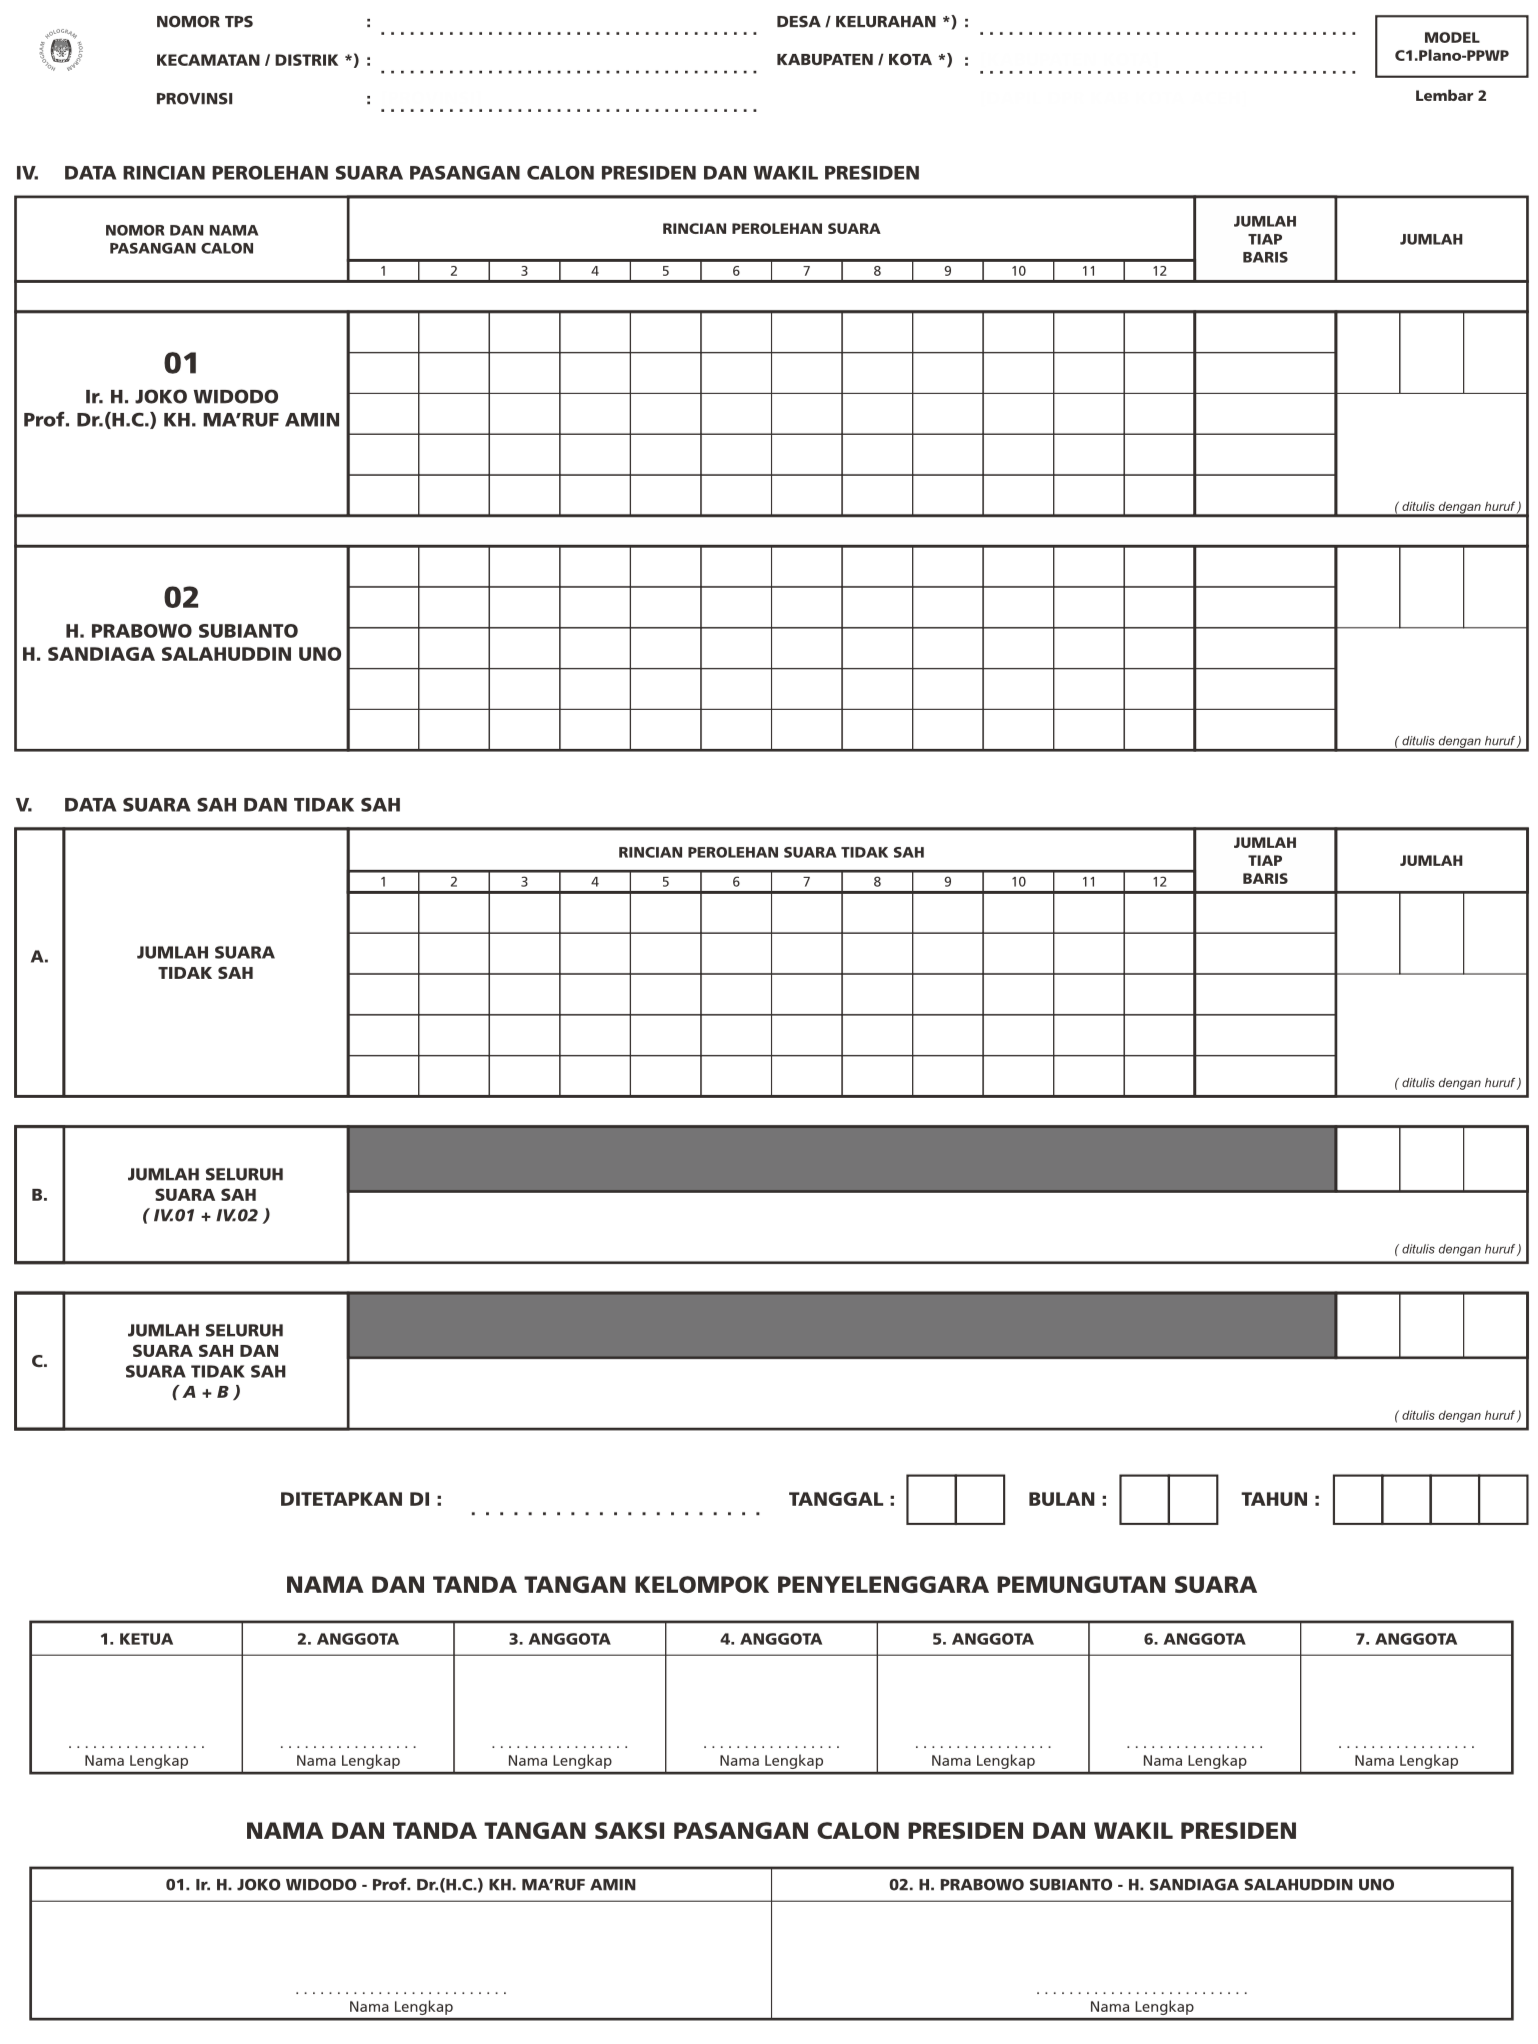 HOLOGRAM HOLOGRAM HOLOGRAM
NOMOR TPS : ......................................
DESA / KELURAHAN *) : ......................................
MODEL
C1.Plano-PPWP
KECAMATAN / DISTRIK *) : ......................................
KABUPATEN / KOTA *) : ......................................
PROVINSI : ......................................
Lembar 2
IV. DATA RINCIAN PEROLEHAN SUARA PASANGAN CALON PRESIDEN DAN WAKIL PRESIDEN
NOMOR DAN NAMA
PASANGAN CALON
RINCIAN PEROLEHAN SUARA
1 2 3 4 5 6 7 8 9 10 11 12
JUMLAH
TIAP
BARIS
JUMLAH
01
Ir. H. JOKO WIDODO
Prof. Dr.(H.C.) KH. MA’RUF AMIN
( ditulis dengan huruf )
02
H. PRABOWO SUBIANTO
H. SANDIAGA SALAHUDDIN UNO
( ditulis dengan huruf )
V. DATA SUARA SAH DAN TIDAK SAH
RINCIAN PEROLEHAN SUARA TIDAK SAH
1 2 3 4 5 6 7 8 9 10 11 12
JUMLAH
TIAP
BARIS
JUMLAH
A.
JUMLAH SUARA
TIDAK SAH
( ditulis dengan huruf )
B.
JUMLAH SELURUH
SUARA SAH
( IV.01 + IV.02 )
( ditulis dengan huruf )
C.
JUMLAH SELURUH
SUARA SAH DAN
SUARA TIDAK SAH
( A + B )
( ditulis dengan huruf )
DITETAPKAN DI : ..................... TANGGAL : BULAN : TAHUN :
NAMA DAN TANDA TANGAN KELOMPOK PENYELENGGARA PEMUNGUTAN SUARA
1. KETUA 2. ANGGOTA 3. ANGGOTA 4. ANGGOTA 5. ANGGOTA 6. ANGGOTA 7. ANGGOTA
................. ................. ................. ................. ................. ................. .................
Nama Lengkap Nama Lengkap Nama Lengkap Nama Lengkap Nama Lengkap Nama Lengkap Nama Lengkap
NAMA DAN TANDA TANGAN SAKSI PASANGAN CALON PRESIDEN DAN WAKIL PRESIDEN
01. Ir. H. JOKO WIDODO - Prof. Dr.(H.C.) KH. MA’RUF AMIN
02. H. PRABOWO SUBIANTO - H. SANDIAGA SALAHUDDIN UNO
.......................... ..........................
Nama Lengkap Nama Lengkap